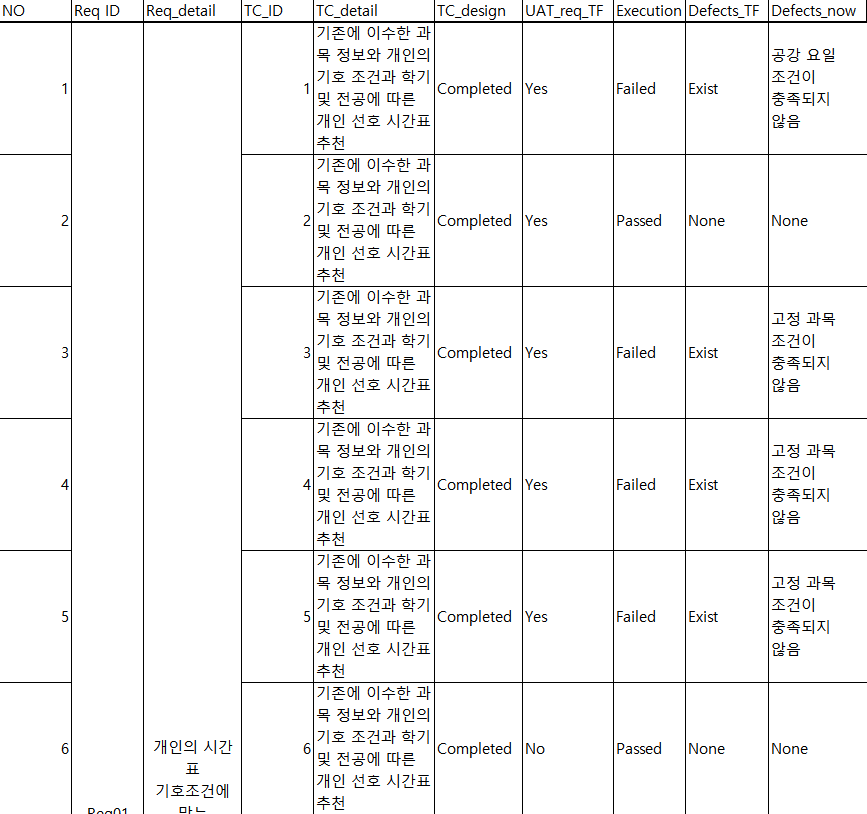 NO Req ID Req_detail TC_ID TC_detail TC_design UAT_req_TF Execution Defects_TF Defects_now
1 1 기존에 이수한 과 Completed Yes Failed Exist 공강 요일
목 정보와 개인의 조건이
기호 조건과 학기 충족되지
및 전공에 따른 않음
개인 선호 시간표
추천
2 2 기존에 이수한 과 Completed Yes Passed None None
목 정보와 개인의
기호 조건과 학기
및 전공에 따른
개인 선호 시간표
추천
3 3 기존에 이수한 과 Completed Yes Failed Exist 고정 과목
목 정보와 개인의 조건이
기호 조건과 학기 충족되지
및 전공에 따른 않음
개인 선호 시간표
추천
4 4 기존에 이수한 과 Completed Yes Failed Exist 고정 과목
목 정보와 개인의 조건이
기호 조건과 학기 충족되지
및 전공에 따른 않음
개인 선호 시간표
추천
5 5 기존에 이수한 과 Completed Yes Failed Exist 고정 과목
목 정보와 개인의 조건이
기호 조건과 학기 충족되지
및 전공에 따른 않음
개인 선호 시간표
추천
6 6 기존에 이수한 과 Completed No Passed None None
목 정보와 개인의
기호 조건과 학기
및 전공에 따른
개인 선호 시간표
추천
개인의 시간
표
기호조건에
Req01